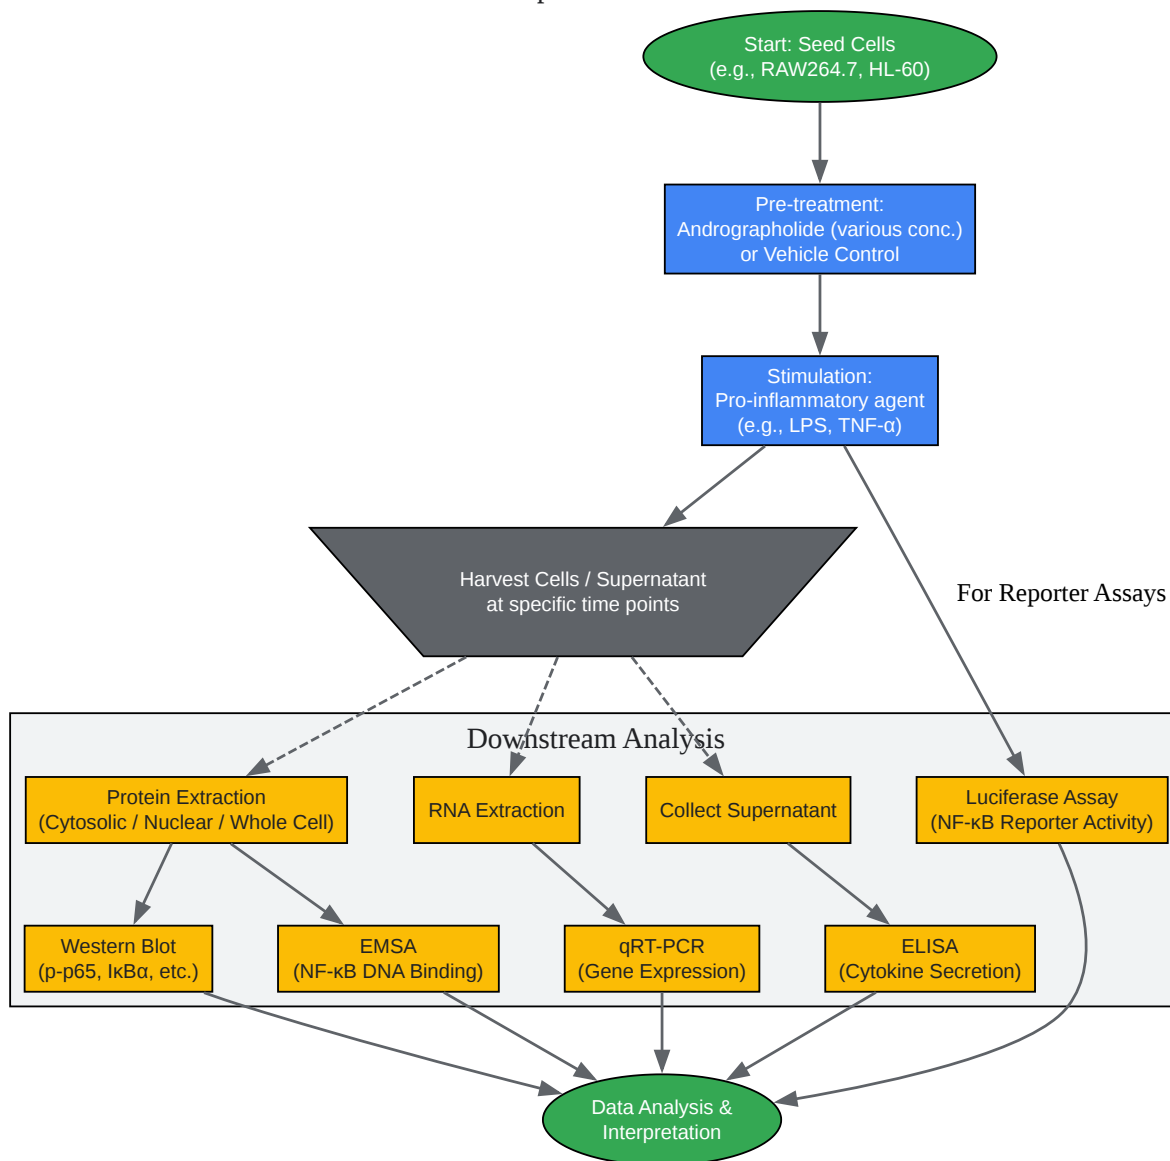 Start: Seed Cells
(e.g., RAW264.7, HL-60)
Pre-treatment:
Andrographolide (various conc.)
or Vehicle Control
Stimulation:
Pro-inflammatory agent
(e.g., LPS, TNF-α)
Harvest Cells / Supernatant
at specific time points
For Reporter Assays
Downstream Analysis
Protein Extraction
(Cytosolic / Nuclear / Whole Cell)
RNA Extraction
Collect Supernatant
Luciferase Assay
(NF-κB Reporter Activity)
Western Blot
(p-p65, IκBα, etc.)
EMSA
(NF-κB DNA Binding)
qRT-PCR
(Gene Expression)
ELISA
(Cytokine Secretion)
Data Analysis &
Interpretation